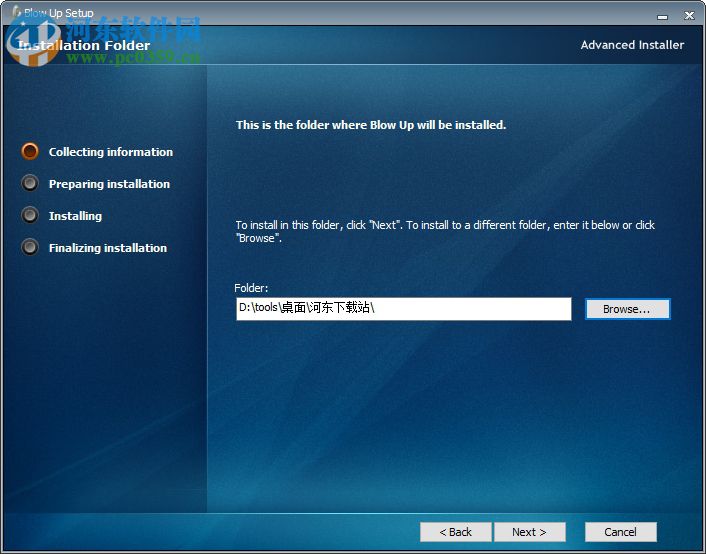 Blow Up Setup
河东软件网
Installation Folder
Advanced Installer
www.pc0359.cn
This is the folder where Blow Up will be installed.
Collecting information
Preparing installation
Installing
Finalizing installation
To install in this folder, click "Next". To install to a different folder, enter it below or click
"Browse".
Folder:
D:\tools\桌面\河东下载站\
Browse...
< Back
Next >
Cancel